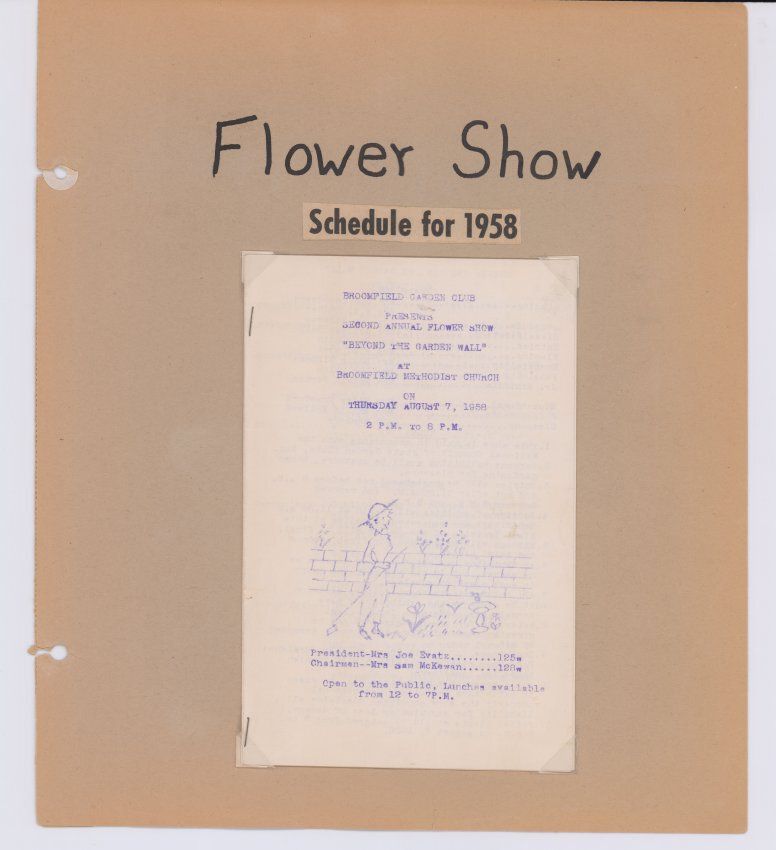 Flower Show
Schedule for 1958
BROOMFIELD GARDEN CLUB
PRESENTS
SECOND ANNUAL FLOWER SHOW
"BEYOND THE GARDEN WALL"
AT
BROOMFIELD METHODIST CHURCH
ON
THURSDAY AUGUST 7, 1958
2 P.M. TO 8 P.M.
President-Mrs Joe Evatz........125w
Chairmen--Mrs Sam McKewan......128w
Open to the Public, Lunches available
from 12 to 7P.M.